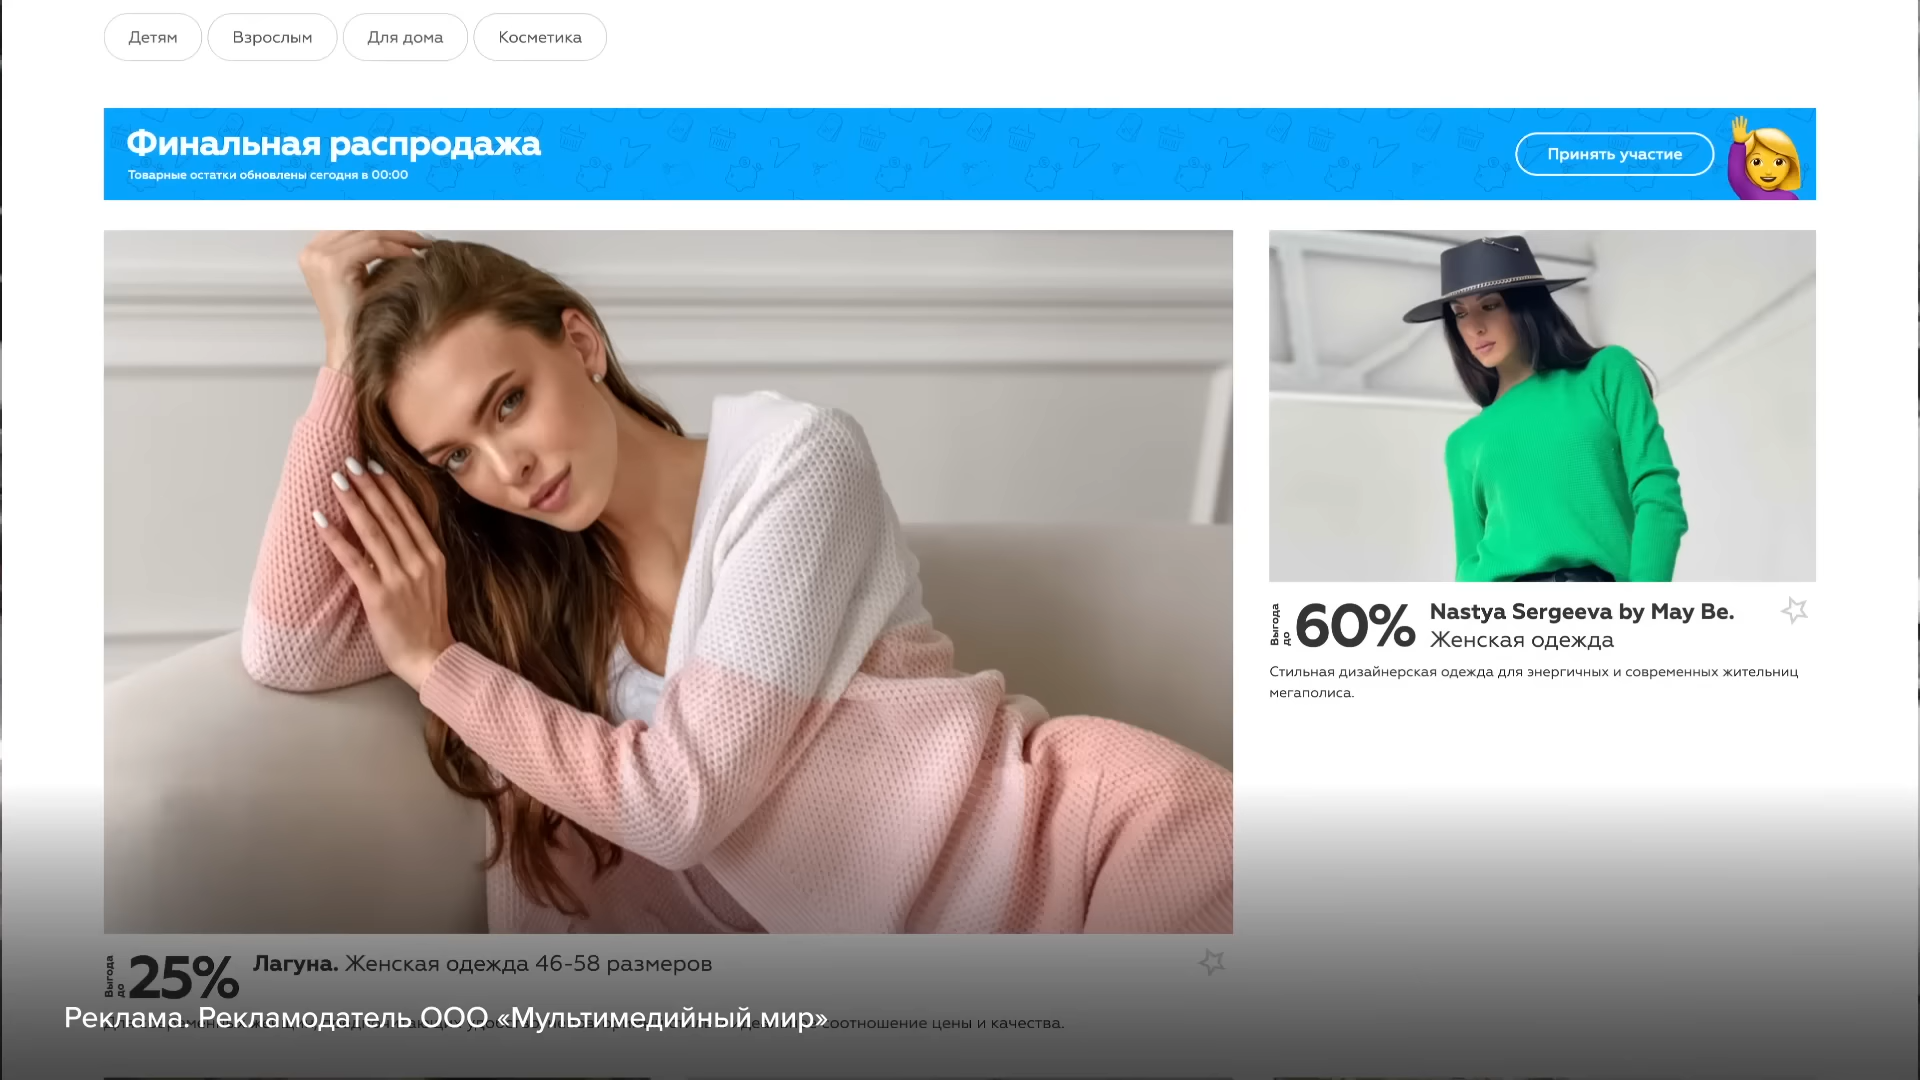 Детям
Взрослым
Для дома
Косметика
Финальная распродажа
Товарные остатки обновлены сегодня в 00:00
Принять участие
Выгода до 60%
Nastya Sergeeva by May Be.
Женская одежда
Стильная дизайнерская одежда для энергичных и современных жительниц
мегаполиса.
Выгода до 25%
Лагуна. Женская одежда 46-58 размеров
соотношение цены и качества.
Реклама. Рекламодатель ООО «Мультимедийный мир»